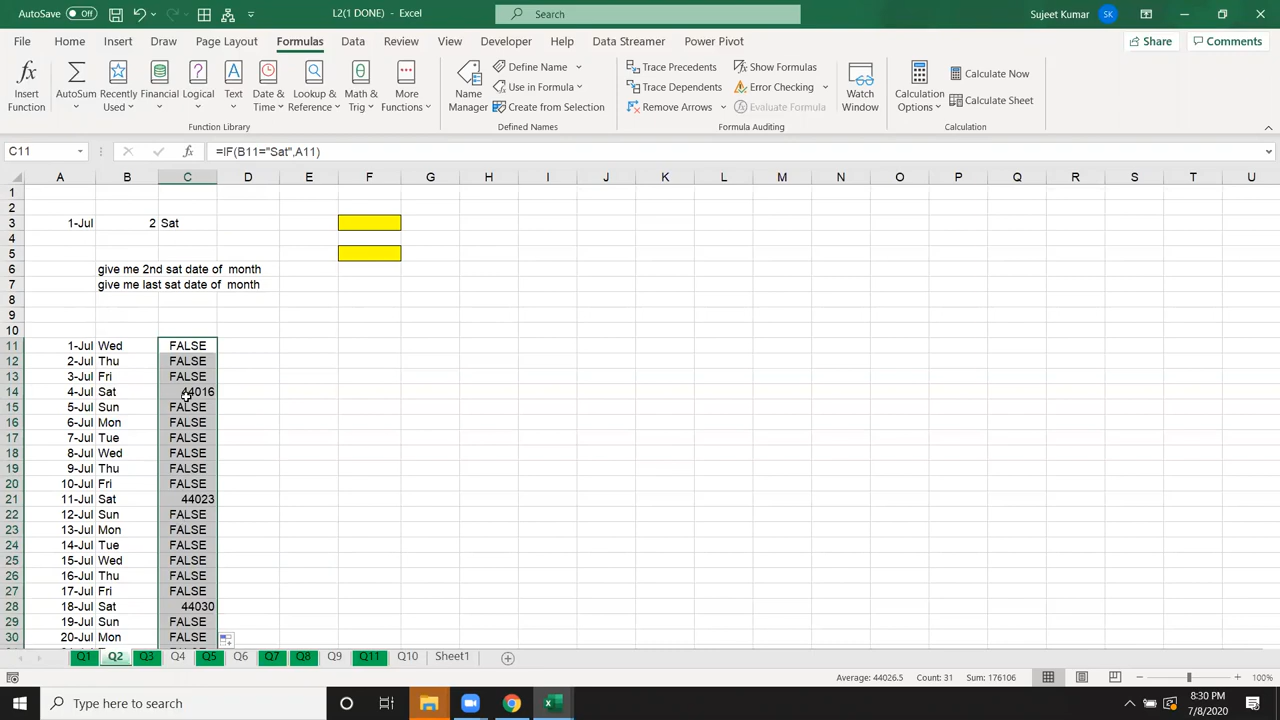 AutoSave Off L2(1 DONE) - Excel Search Sujeet Kumar SK
File Home Insert Draw Page Layout Formulas Data Review View Developer Help Data Streamer Power Pivot Share Comments
Insert Function
AutoSum
Recently Used
Financial
Logical
Text
Date & Time
Lookup & Reference
Math & Trig
More Functions
Function Library
Name Manager
Define Name
Use in Formula
Create from Selection
Defined Names
Trace Precedents
Trace Dependents
Remove Arrows
Show Formulas
Error Checking
Evaluate Formula
Formula Auditing
Watch Window
Calculation Options
Calculate Now
Calculate Sheet
Calculation
C11 fx =IF(B11="Sat",A11)
A B C D E F G H I J K L M N O P Q R S T U
1
2
3 1-Jul 2 Sat
4
5
6 give me 2nd sat date of month
7 give me last sat date of month
8
9
10
11 1-Jul Wed FALSE
12 2-Jul Thu FALSE
13 3-Jul Fri FALSE
14 4-Jul Sat 44016
15 5-Jul Sun FALSE
16 6-Jul Mon FALSE
17 7-Jul Tue FALSE
18 8-Jul Wed FALSE
19 9-Jul Thu FALSE
20 10-Jul Fri FALSE
21 11-Jul Sat 44023
22 12-Jul Sun FALSE
23 13-Jul Mon FALSE
24 14-Jul Tue FALSE
25 15-Jul Wed FALSE
26 16-Jul Thu FALSE
27 17-Jul Fri FALSE
28 18-Jul Sat 44030
29 19-Jul Sun FALSE
30 20-Jul Mon FALSE
Q1 Q2 Q3 Q4 Q5 Q6 Q7 Q8 Q9 Q11 Q10 Sheet1
Average: 44026.5 Count: 31 Sum: 176106 100%
Type here to search
8:30 PM
7/8/2020